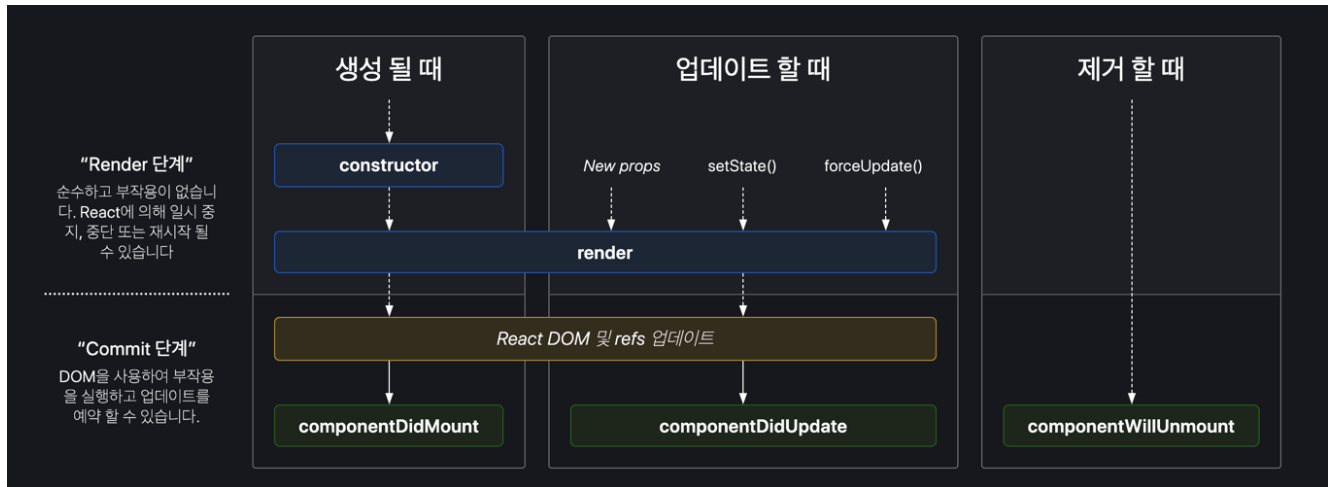 생성 될 때
업데이트 할 때
제거 할 때
“Render 단계”
순수하고 부작용이 없습니
다. React에 의해 일시 중
지, 중단 또는 재시작 될
수 있습니다
constructor
New props
setState()
forceUpdate()
render
“Commit 단계”
DOM을 사용하여 부작용
을 실행하고 업데이트를
예약 할 수 있습니다.
React DOM 및 refs 업데이트
componentDidMount
componentDidUpdate
componentWillUnmount